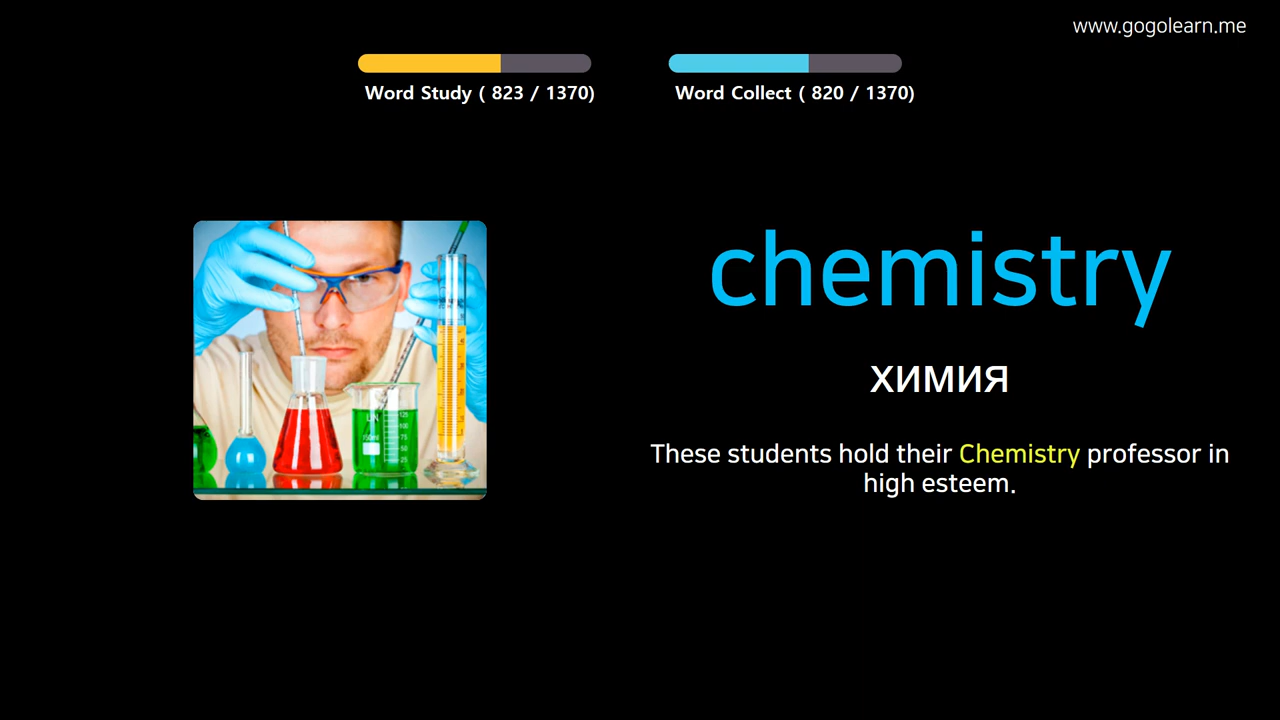 www.gogolearn.me
Word Study ( 823 / 1370)
Word Collect ( 820 / 1370)
chemistry
химия
These students hold their Chemistry professor in
high esteem.